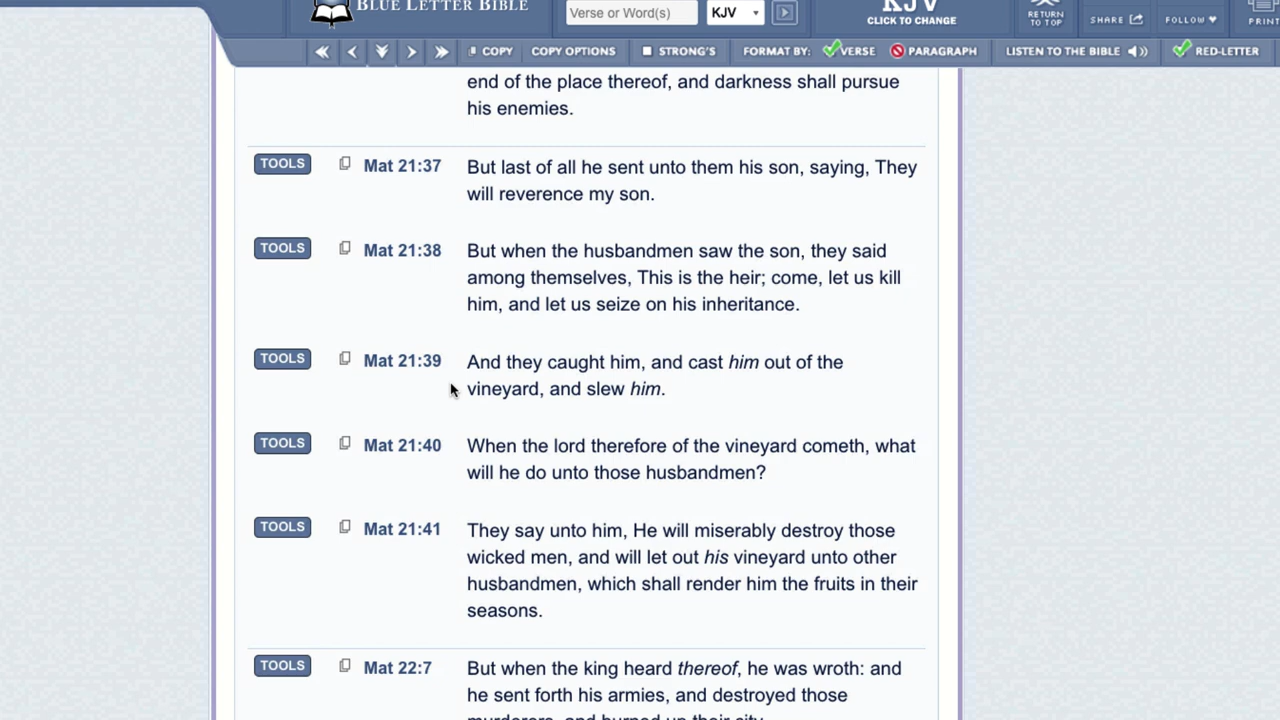 BLUE LETTER BIBLE
Verse or Word(s)
KJV
KJV
CLICK TO CHANGE
RETURN
TO TOP
SHARE
FOLLOW
PRINT
COPY
COPY OPTIONS
STRONG'S
FORMAT BY:
VERSE
PARAGRAPH
LISTEN TO THE BIBLE
RED-LETTER
end of the place thereof, and darkness shall pursue
his enemies.
TOOLS
Mat 21:37
But last of all he sent unto them his son, saying, They
will reverence my son.
TOOLS
Mat 21:38
But when the husbandmen saw the son, they said
among themselves, This is the heir; come, let us kill
him, and let us seize on his inheritance.
TOOLS
Mat 21:39
And they caught him, and cast him out of the
vineyard, and slew him.
TOOLS
Mat 21:40
When the lord therefore of the vineyard cometh, what
will he do unto those husbandmen?
TOOLS
Mat 21:41
They say unto him, He will miserably destroy those
wicked men, and will let out his vineyard unto other
husbandmen, which shall render him the fruits in their
seasons.
TOOLS
Mat 22:7
But when the king heard thereof, he was wroth: and
he sent forth his armies, and destroyed those
murderers, and burned up their city.